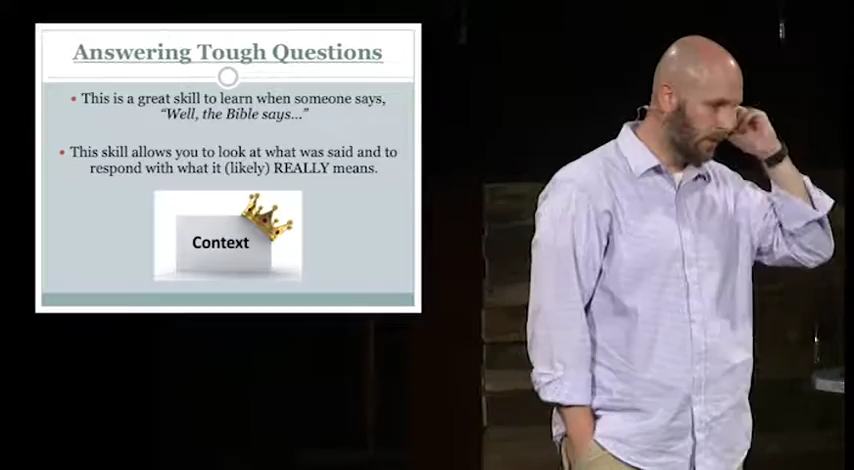 Answering Tough Questions
• This is a great skill to learn when someone says,
“Well, the Bible says…”
• This skill allows you to look at what was said and to
respond with what it (likely) REALLY means.
Context